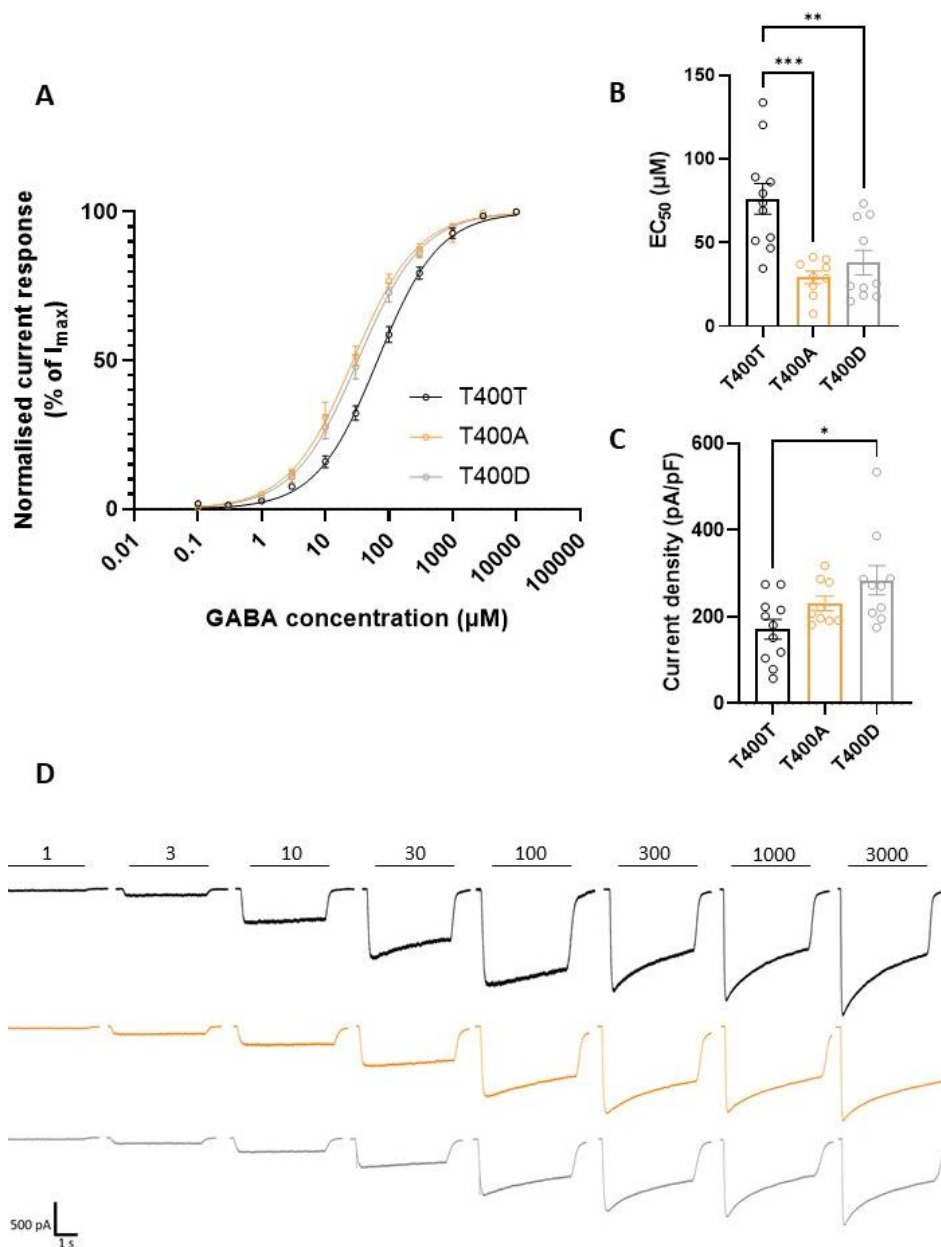 A
Normalised current response
(% of Imax)
100
50
0
0.01
0.1
1
10
100
1000
10000
100000
GABA concentration (µM)
T400T
T400A
T400D
B
**
***
EC50 (µM)
150
100
50
0
T400T
T400A
T400D
C
*
Current density (pA/pF)
600
400
200
0
T400T
T400A
T400D
D
1 3 10 30 100 300 1000 3000
500 pA
1 s